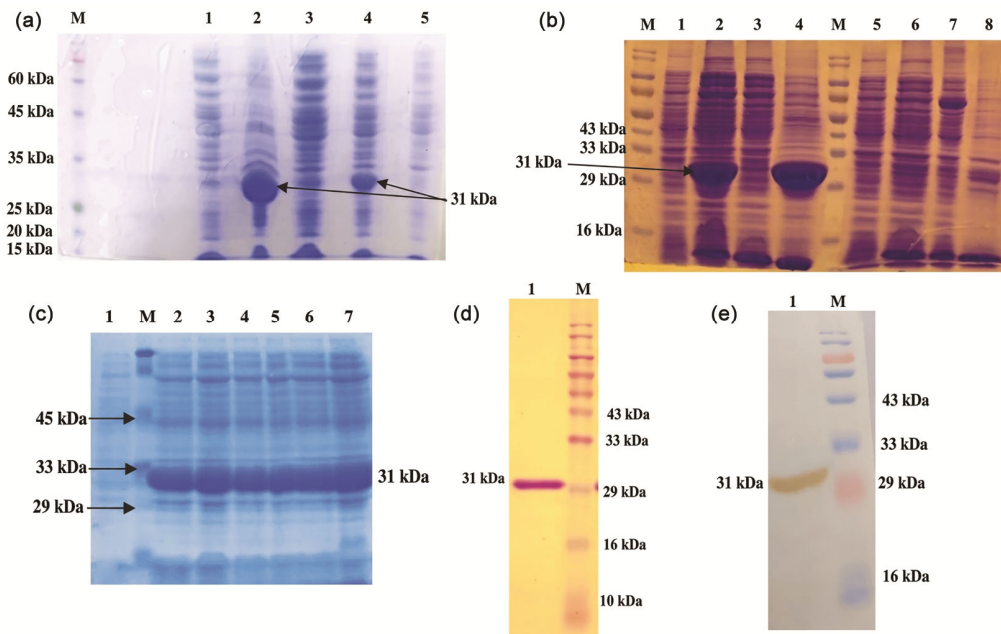 (a)
M 1 2 3 4 5
60 kDa
45 kDa
35 kDa
25 kDa
20 kDa
15 kDa
31 kDa
(b)
M 1 2 3 4 M 5 6 7 8
43 kDa
33 kDa
31 kDa
29 kDa
16 kDa
(c)
1 M 2 3 4 5 6 7
45 kDa
33 kDa
31 kDa
29 kDa
(d)
1 M
43 kDa
33 kDa
31 kDa
29 kDa
16 kDa
10 kDa
(e)
1 M
43 kDa
33 kDa
31 kDa
29 kDa
16 kDa